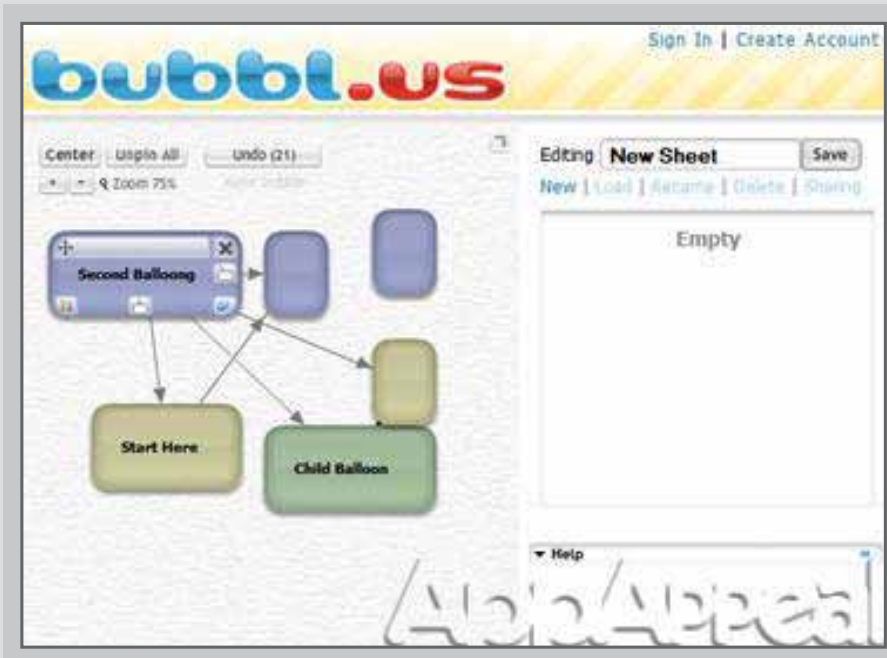 Sign In | Create Account
bubbl.us
Center Unpin All Undo (21)
+ - Zoom 75%
Editing New Sheet Save
New | Load | Rename | Delete | Sharing
Empty
Second Balloong
Start Here
Child Balloon
Help
AppAppeal